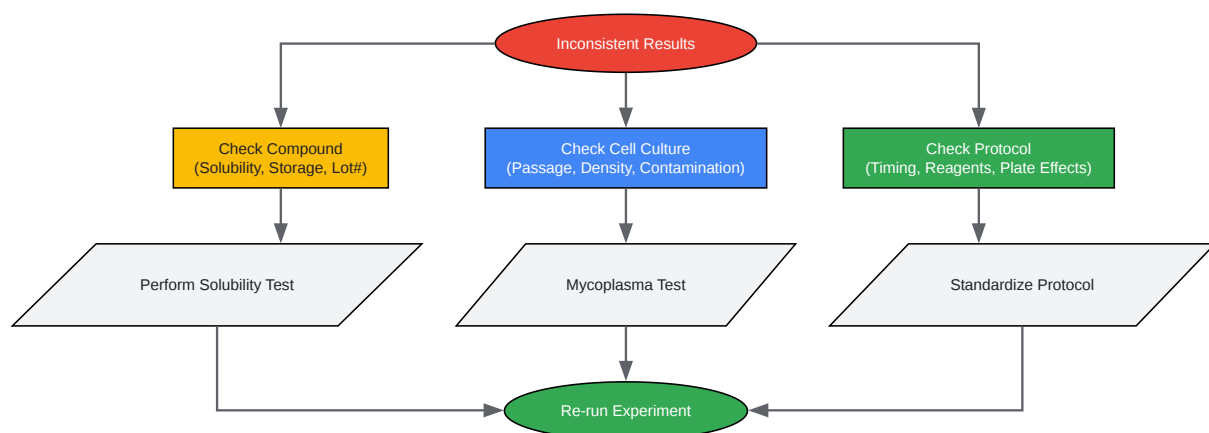 Inconsistent Results
Check Compound
(Solubility, Storage, Lot#)
Check Cell Culture
(Passage, Density, Contamination)
Check Protocol
(Timing, Reagents, Plate Effects)
Perform Solubility Test
Mycoplasma Test
Standardize Protocol
Re-run Experiment